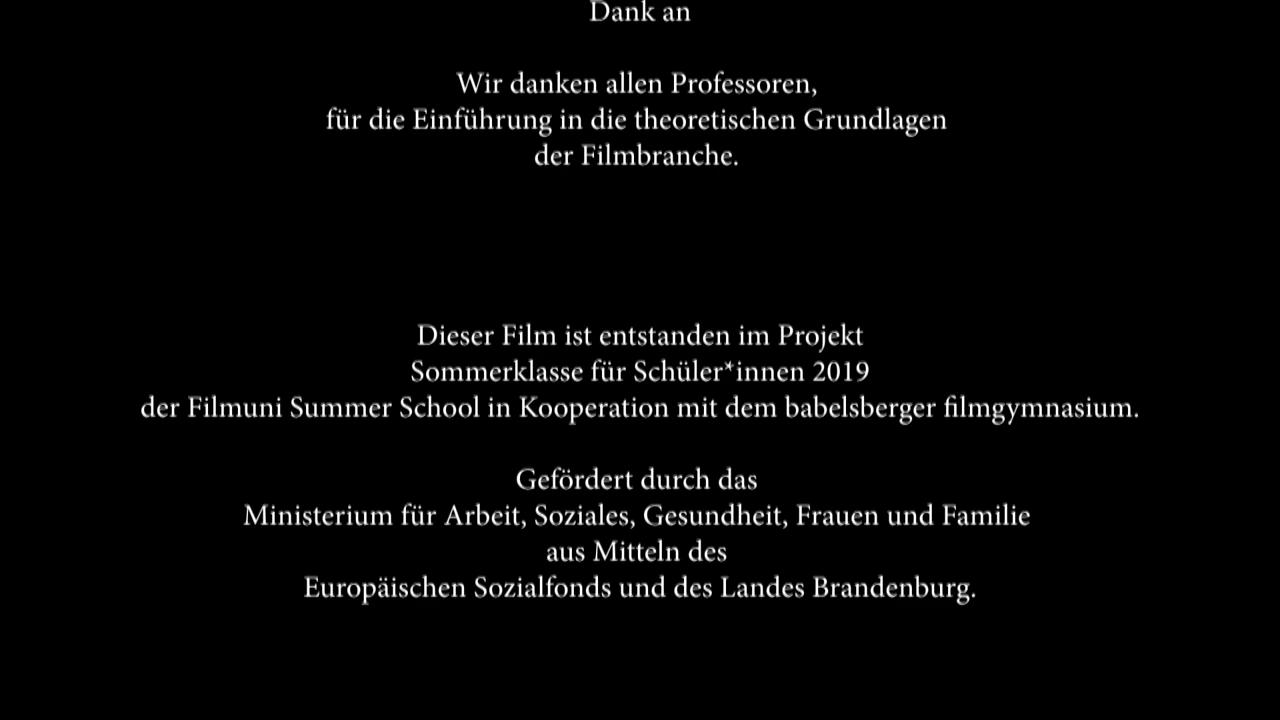 Dank an
Wir danken allen Professoren,
für die Einführung in die theoretischen Grundlagen
der Filmbranche.
Dieser Film ist entstanden im Projekt
Sommerklasse für Schüler*innen 2019
der Filmuni Summer School in Kooperation mit dem babelsberger filmgymnasium.
Gefördert durch das
Ministerium für Arbeit, Soziales, Gesundheit, Frauen und Familie
aus Mitteln des
Europäischen Sozialfonds und des Landes Brandenburg.